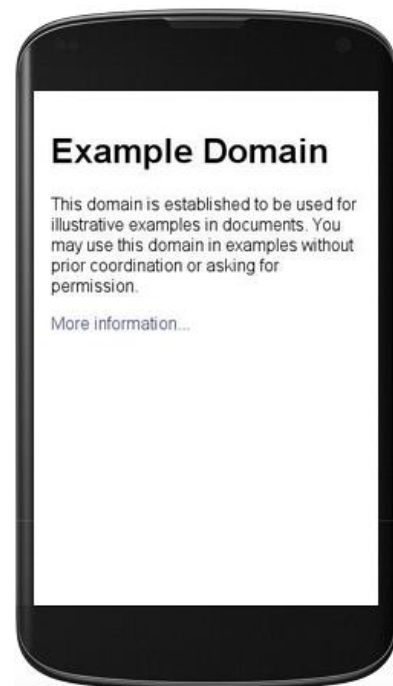 Example Domain
This domain is established to be used for
illustrative examples in documents. You
may use this domain in examples without
prior coordination or asking for
permission.
More information...